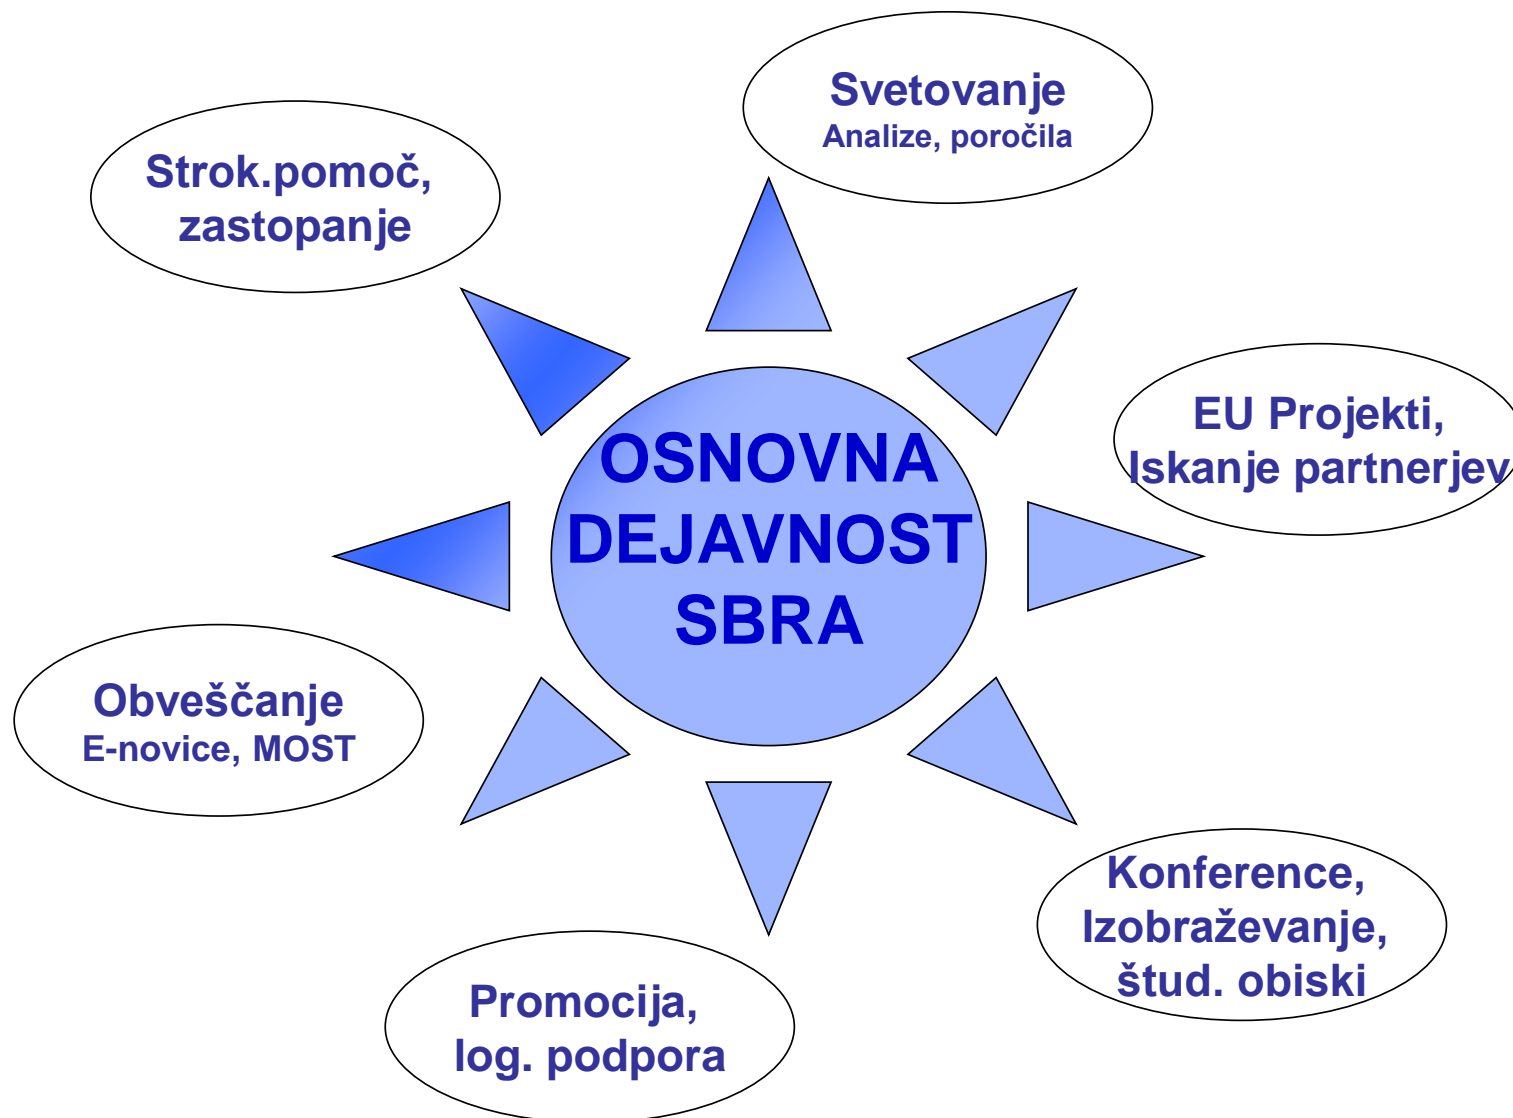 Svetovanje
Analize, poročila
Strok.pomoč,
zastopanje
EU Projekti,
Iskanje partnerjev
OSNOVNA
DEJAVNOST
SBRA
Obveščanje
E-novice, MOST
Konference,
Izobraževanje,
štud. obiski
Promocija,
log. podpora